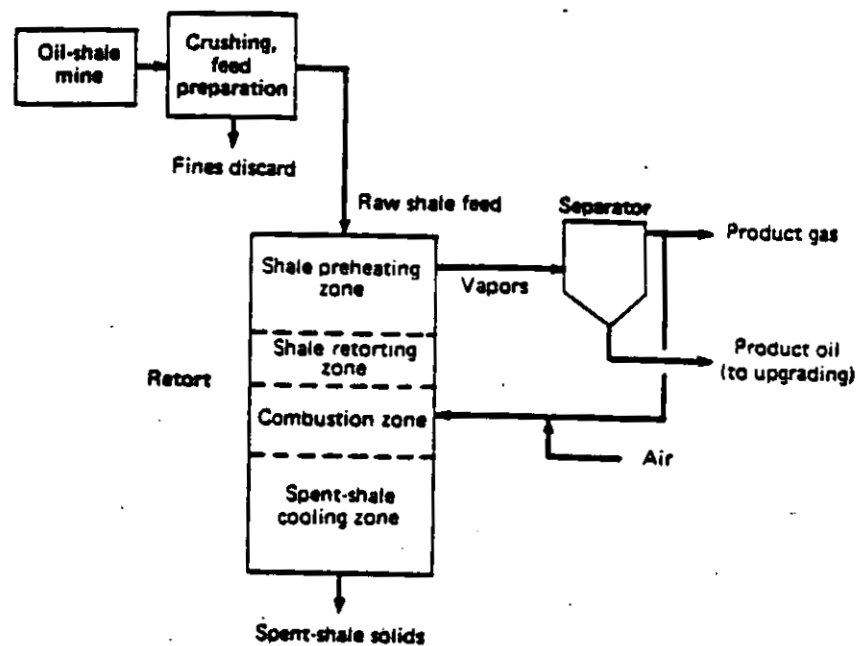 Oil-shale
mine
Crushing,
feed
preparation
Fines discard
Raw shale feed
Separator
Product gas
Shale preheating
zone
Vapors
Shale retorting
zone
Product oil
(to upgrading)
Retort
Combustion zone
Air
Spent-shale
cooling zone
Spent-shale solids